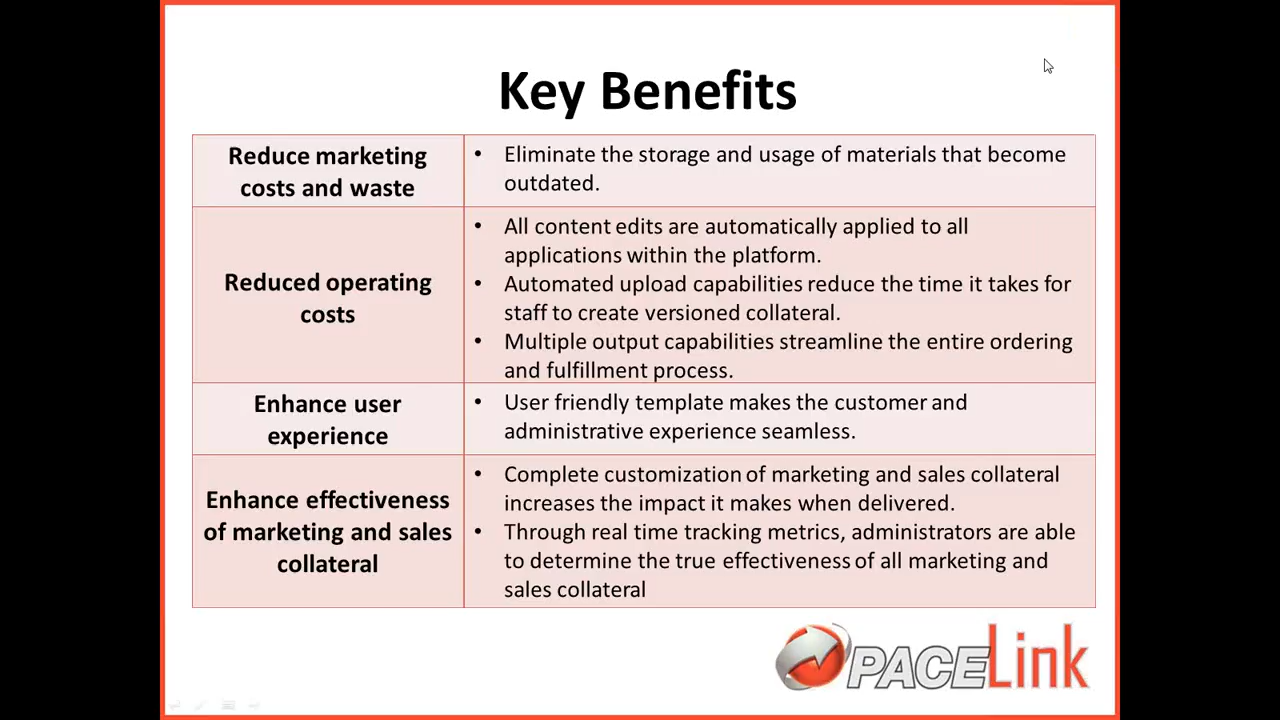 Key Benefits
Reduce marketing
costs and waste
• Eliminate the storage and usage of materials that become
outdated.
Reduced operating
costs
• All content edits are automatically applied to all
applications within the platform.
• Automated upload capabilities reduce the time it takes for
staff to create versioned collateral.
• Multiple output capabilities streamline the entire ordering
and fulfillment process.
Enhance user
experience
• User friendly template makes the customer and
administrative experience seamless.
Enhance effectiveness
of marketing and sales
collateral
• Complete customization of marketing and sales collateral
increases the impact it makes when delivered.
• Through real time tracking metrics, administrators are able
to determine the true effectiveness of all marketing and
sales collateral
PACELink